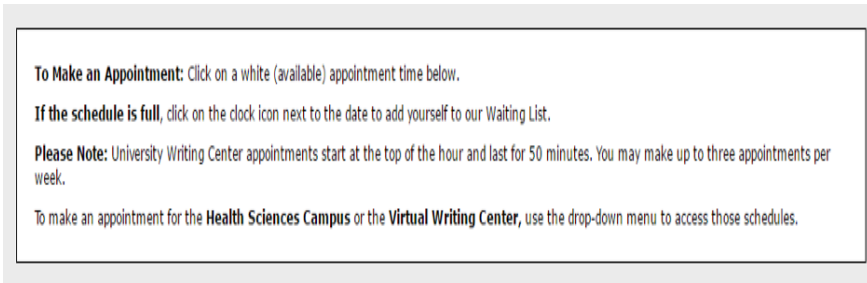 To Make an Appointment: Click on a white (available) appointment time below.
If the schedule is full, click on the clock icon next to the date to add yourself to our Waiting List.
Please Note: University Writing Center appointments start at the top of the hour and last for 50 minutes. You may make up to three appointments per
week.
To make an appointment for the Health Sciences Campus or the Virtual Writing Center, use the drop-down menu to access those schedules.